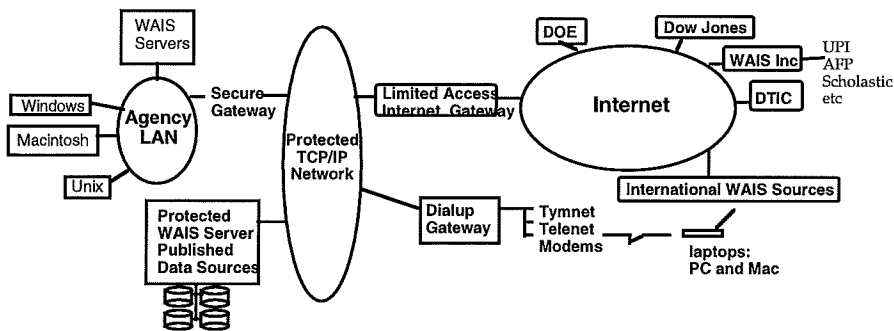 WAIS
Servers
Windows
Macintosh
Unix
Agency
LAN
Secure
Gateway
Protected
TCP/IP
Network
Protected
WAIS Server
Published
Data Sources
Limited Access
Internet Gateway
Internet
DOE
Dow Jones
WAIS Inc
UPI
AFP
Scholastic
etc
DTIC
International WAIS Sources
Dialup
Gateway
Tymnet
Telenet
Modems
laptops:
PC and Mac